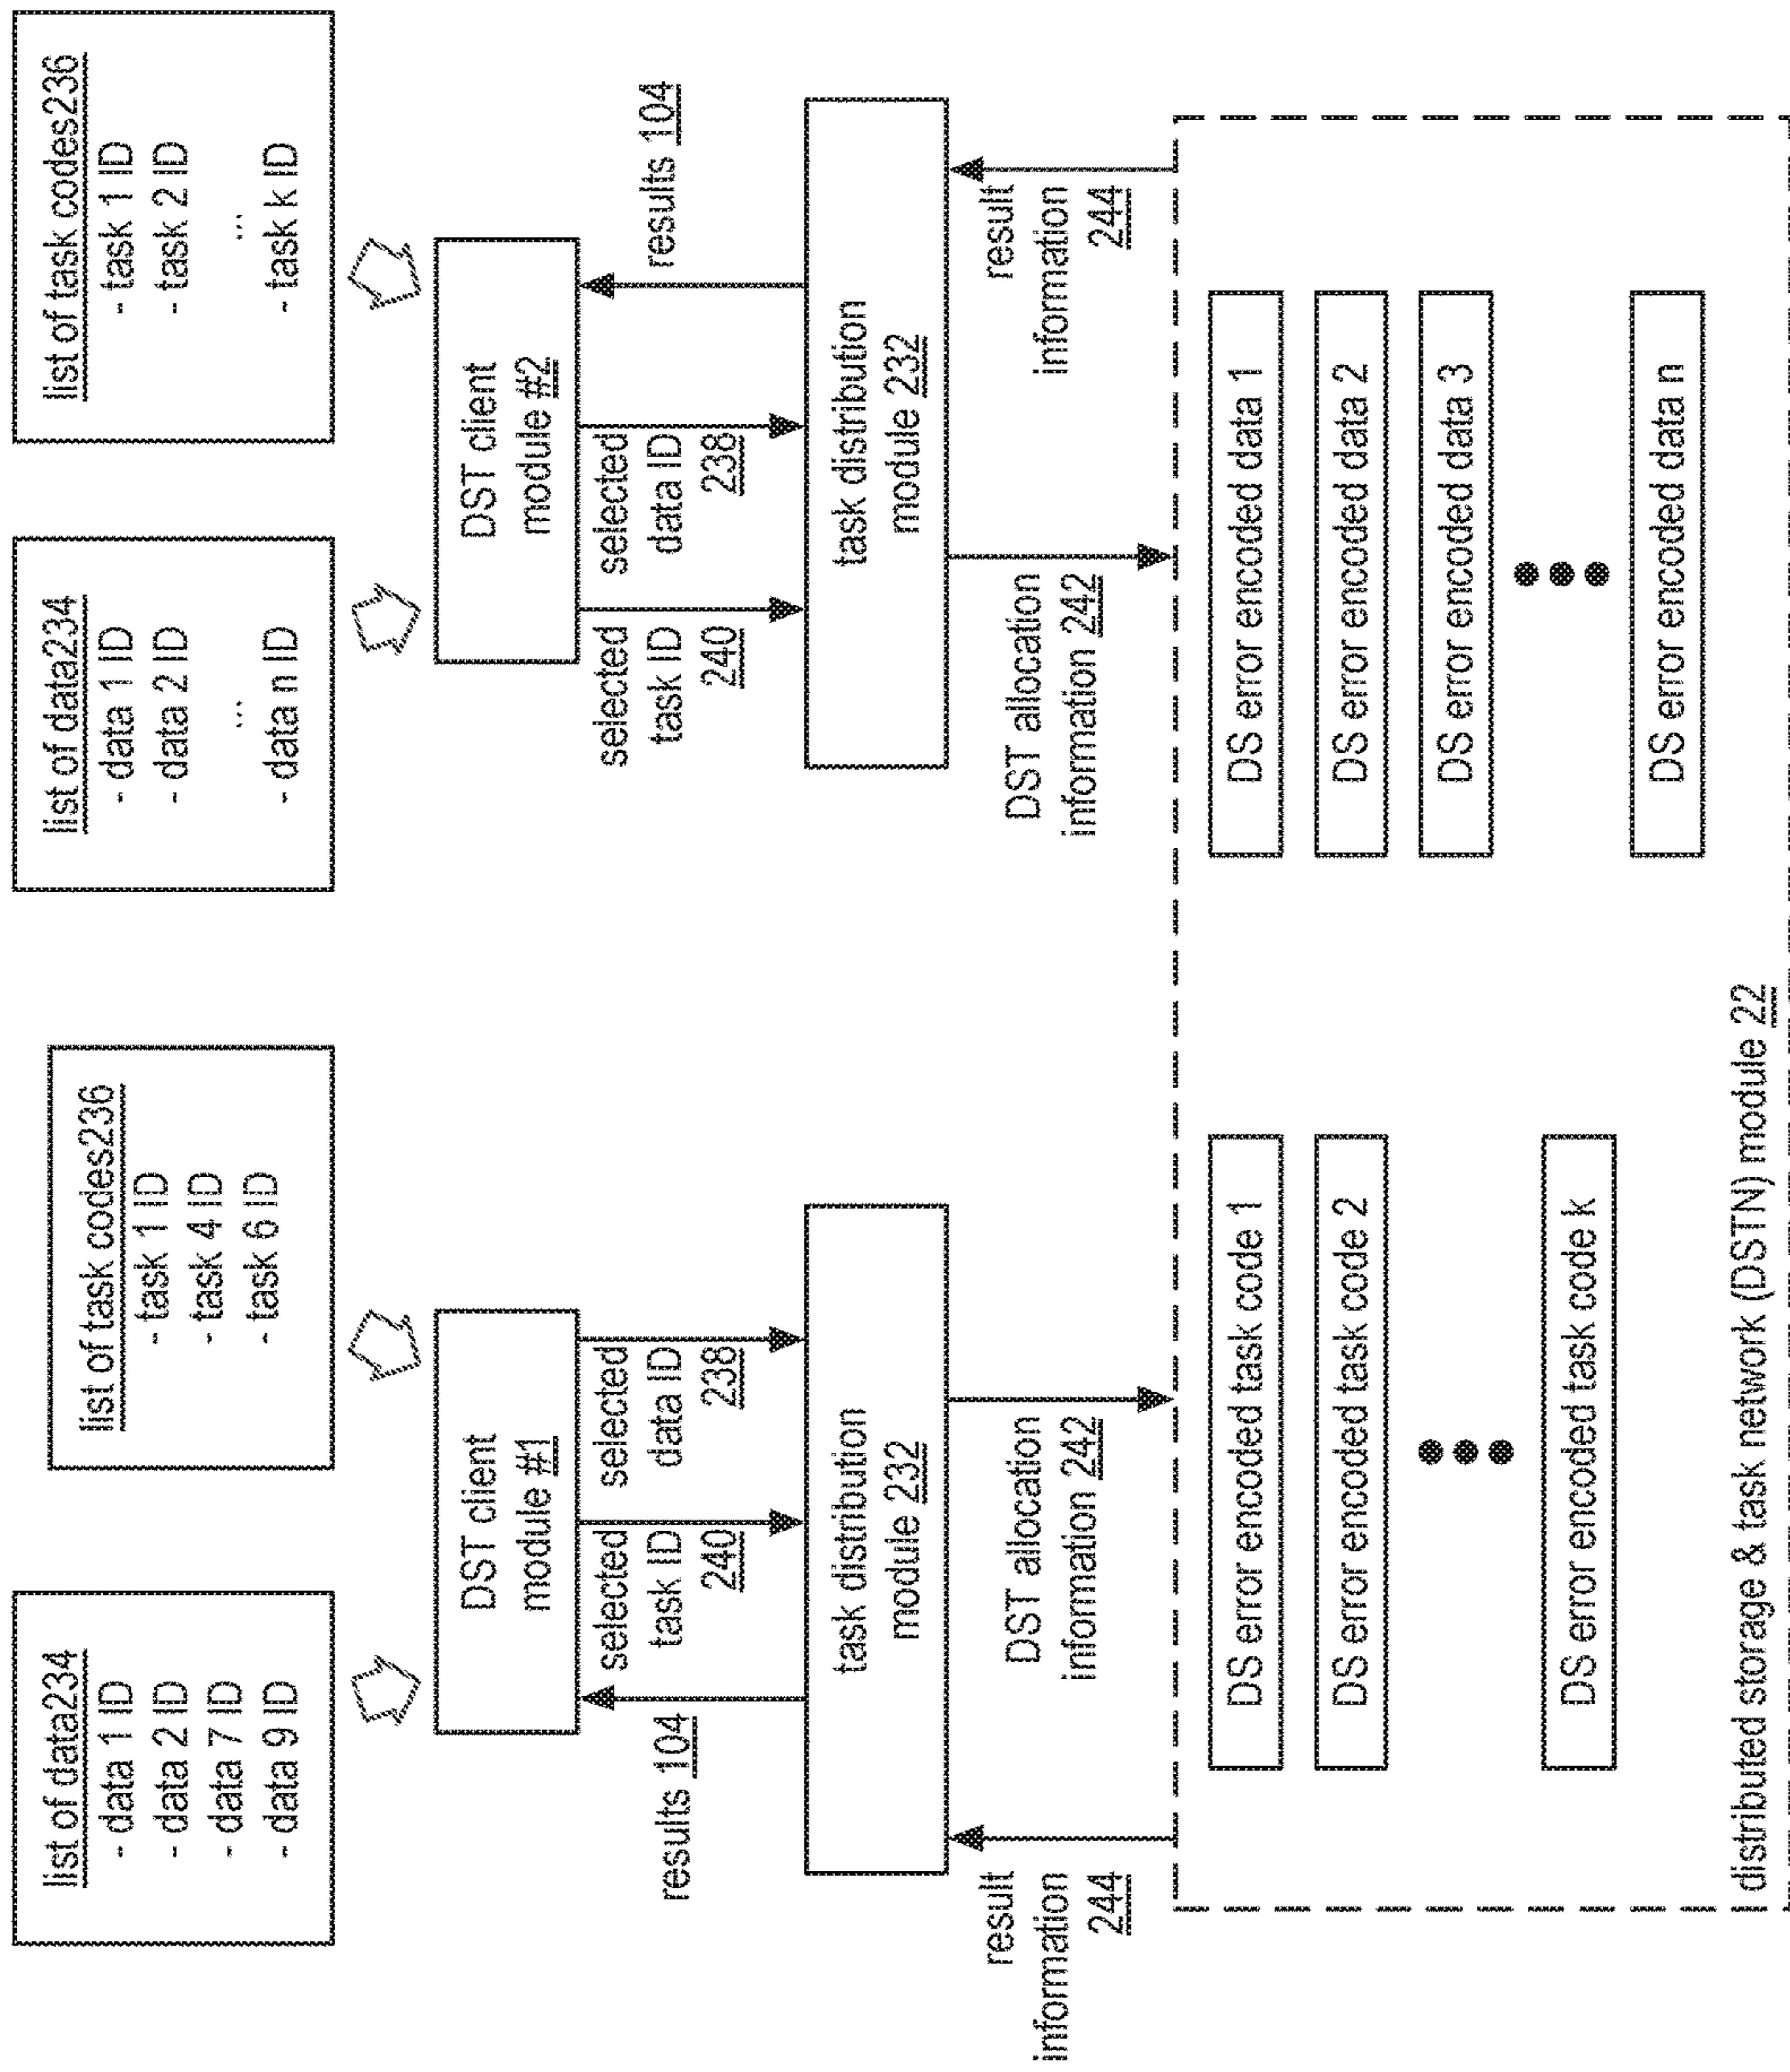 list of data234
- data 1 ID
- data 2 ID
- data 7 ID
- data 9 ID
list of task codes236
- task 1 ID
- task 4 ID
- task 6 ID
list of data234
- data 1 ID
- data 2 ID
...
- data n ID
list of task codes236
- task 1 ID
- task 2 ID
...
- task k ID
DST client
module #1
DST client
module #2
results 104
selected
task ID
240
selected
data ID
238
selected
task ID
240
selected
data ID
238
results 104
task distribution
module 232
task distribution
module 232
result
information
244
DST allocation
information 242
DST allocation
information 242
result
information
244
DS error encoded task code 1
DS error encoded task code 2
DS error encoded task code k
DS error encoded data 1
DS error encoded data 2
DS error encoded data 3
DS error encoded data n
distributed storage & task network (DSTN) module 22